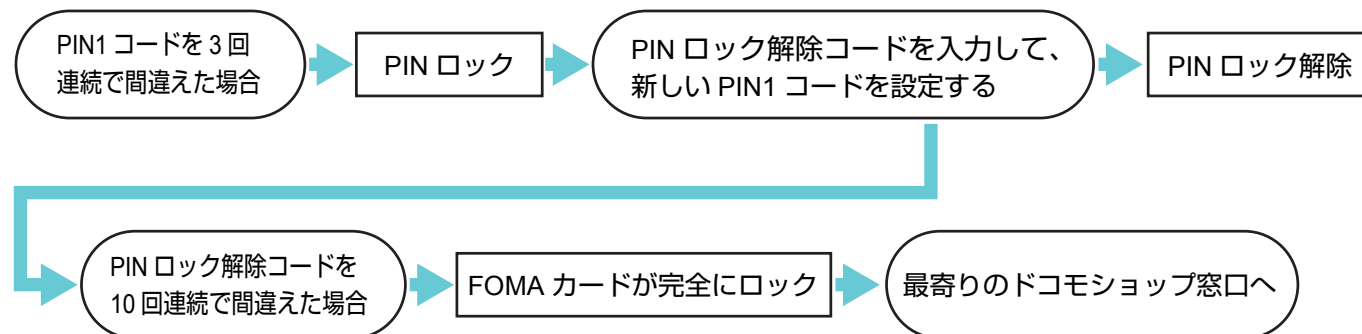 PIN1 コードを 3 回
連続で間違えた場合
PIN ロック
PIN ロック解除コードを入力して、
新しい PIN1 コードを設定する
PIN ロック解除
PIN ロック解除コードを
10 回連続で間違えた場合
FOMA カードが完全にロック
最寄りのドコモショップ窓口へ